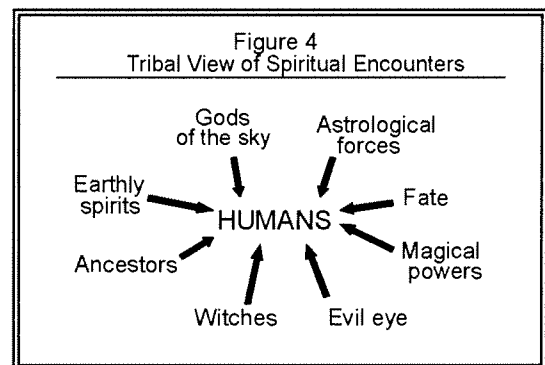 Figure 4
Tribal View of Spiritual Encounters
Gods
of the sky
Astrological
forces
Earthly
spirits
Fate
HUMANS
Ancestors
Magical
powers
Witches
Evil eye